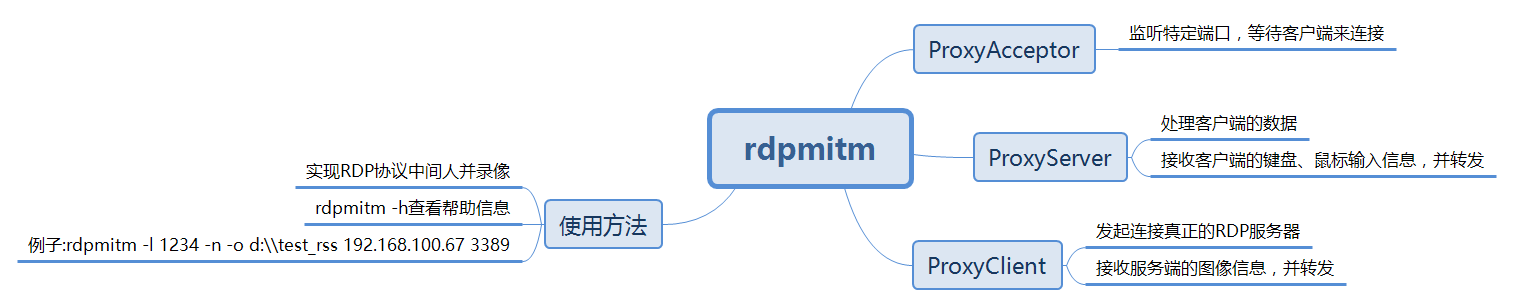 rdpmitm
ProxyAcceptor
监听特定端口，等待客户端来连接
ProxyServer
处理客户端的数据
接收客户端的键盘、鼠标输入信息，并转发
ProxyClient
发起连接真正的RDP服务器
接收服务端的图像信息，并转发
使用方法
实现RDP协议中间人并录像
rdpmitm -h查看帮助信息
例子:rdpmitm -l 1234 -n -o d:\\test_rss 192.168.100.67 3389